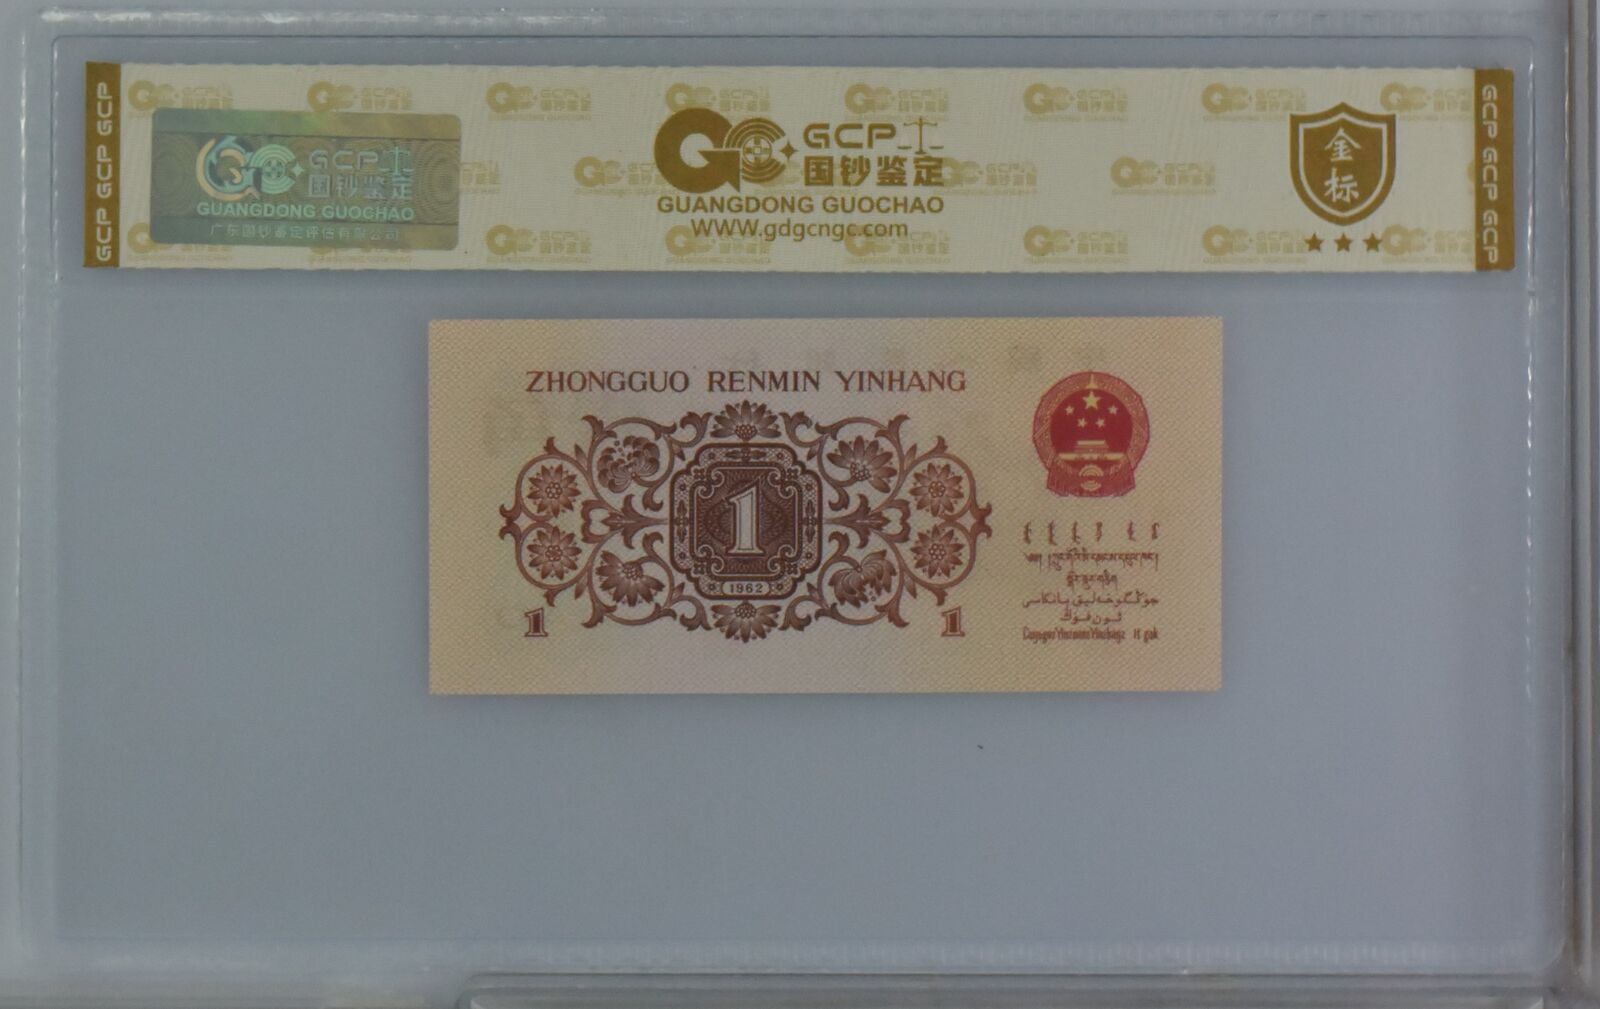 GCP GCP GCP
GCP
国钞鉴定
GUANGDONG GUOCHAO
广东国钞鉴定评估有限公司
GCP
国钞鉴定
GUANGDONG GUOCHAO
WWW.gdgcngc.com
金
标
GCP GCP GCP
ZHONGGUO RENMIN YINHANG
1
1962
1
1